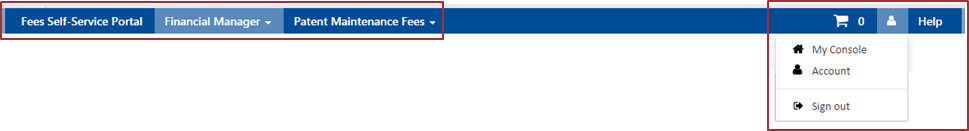 Fees Self-Service Portal Financial Manager Patent Maintenance Fees 0 Help
My Console
Account
Sign out